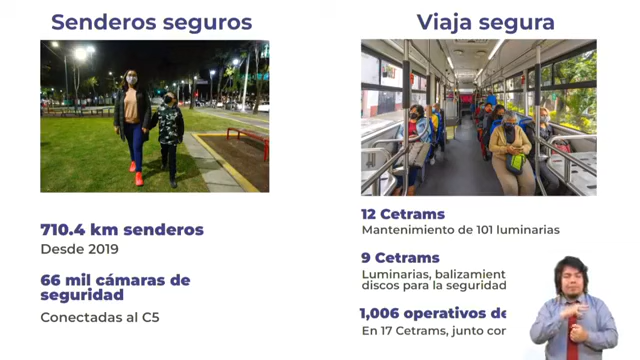 Senderos seguros
710.4 km senderos
Desde 2019
66 mil cámaras de
seguridad
Conectadas al C5
Viaja segura
12 Cetrams
Mantenimiento de 101 luminarias
9 Cetrams
Luminarias, balizamient
discos para la seguridad
1,006 operativos de
En 17 Cetrams, junto con